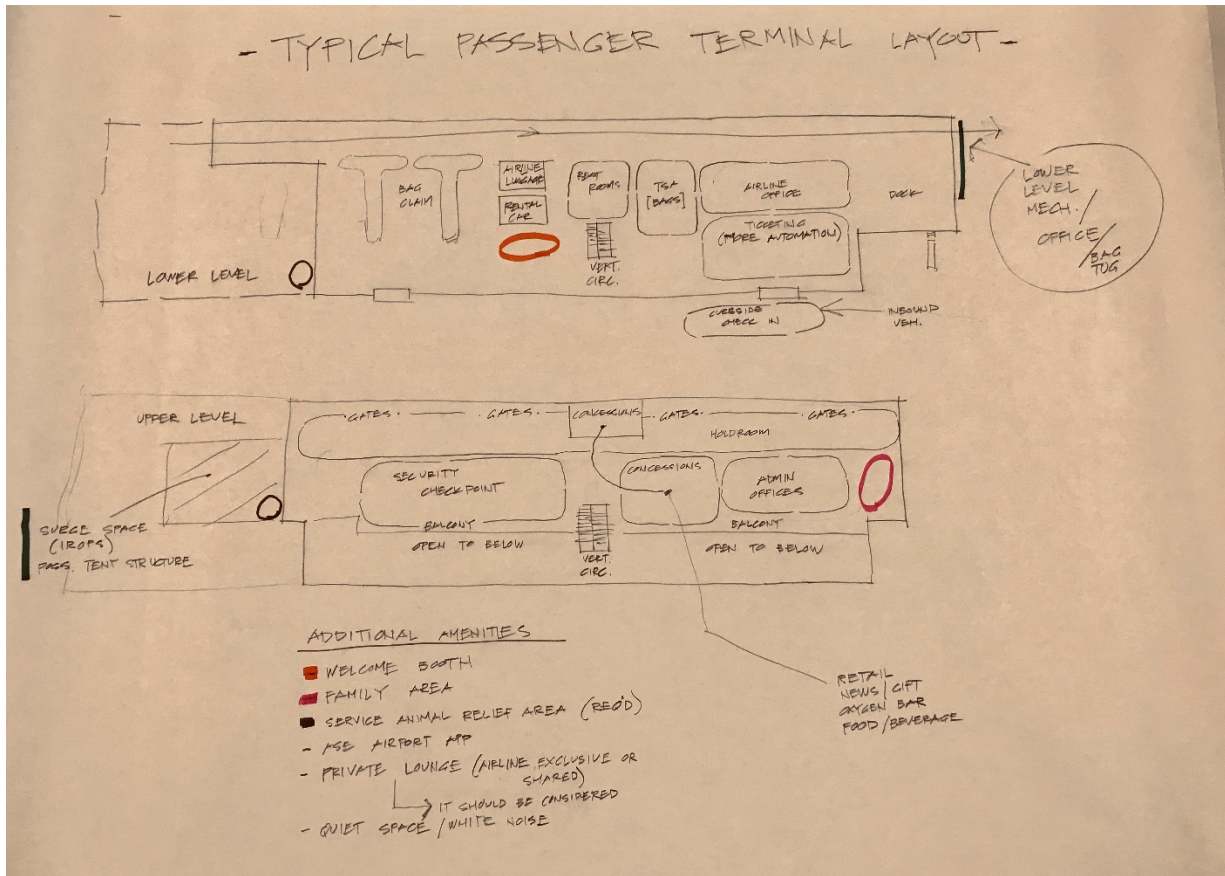 - TYPICAL PASSENGER TERMINAL LAYOUT -
BAG
CLAIM
AIRLINE
LUGGAGE
RENTAL
CAR
REST
ROOMS
VERT.
CIRC.
TSA
[BAGS]
AIRLINE
OFFICE
TICKETING
(MORE AUTOMATION)
DOCK
LOWER
LEVEL
MECH. /
OFFICE /
BAG
TUG
LOWER LEVEL
CURBSIDE
CHECK IN
INBOUND
VEH.
UPPER LEVEL
GATES
GATES
CONCESSIONS
GATES
GATES
HOLDROOM
SECURITY
CHECKPOINT
CONCESSIONS
ADMIN
OFFICES
BALCONY
BALCONY
OPEN TO BELOW
VERT.
CIRC.
OPEN TO BELOW
SURGE SPACE
(IROPS)
POSS. TENT STRUCTURE
ADDITIONAL AMENITIES
WELCOME BOOTH
FAMILY AREA
SERVICE ANIMAL RELIEF AREA (REQ'D)
- ASE AIRPORT APP
- PRIVATE LOUNGE (AIRLINE EXCLUSIVE OR
SHARED)
IT SHOULD BE CONSIDERED
- QUIET SPACE / WHITE NOISE
RETAIL
NEWS / GIFT
OXYGEN BAR
FOOD / BEVERAGE